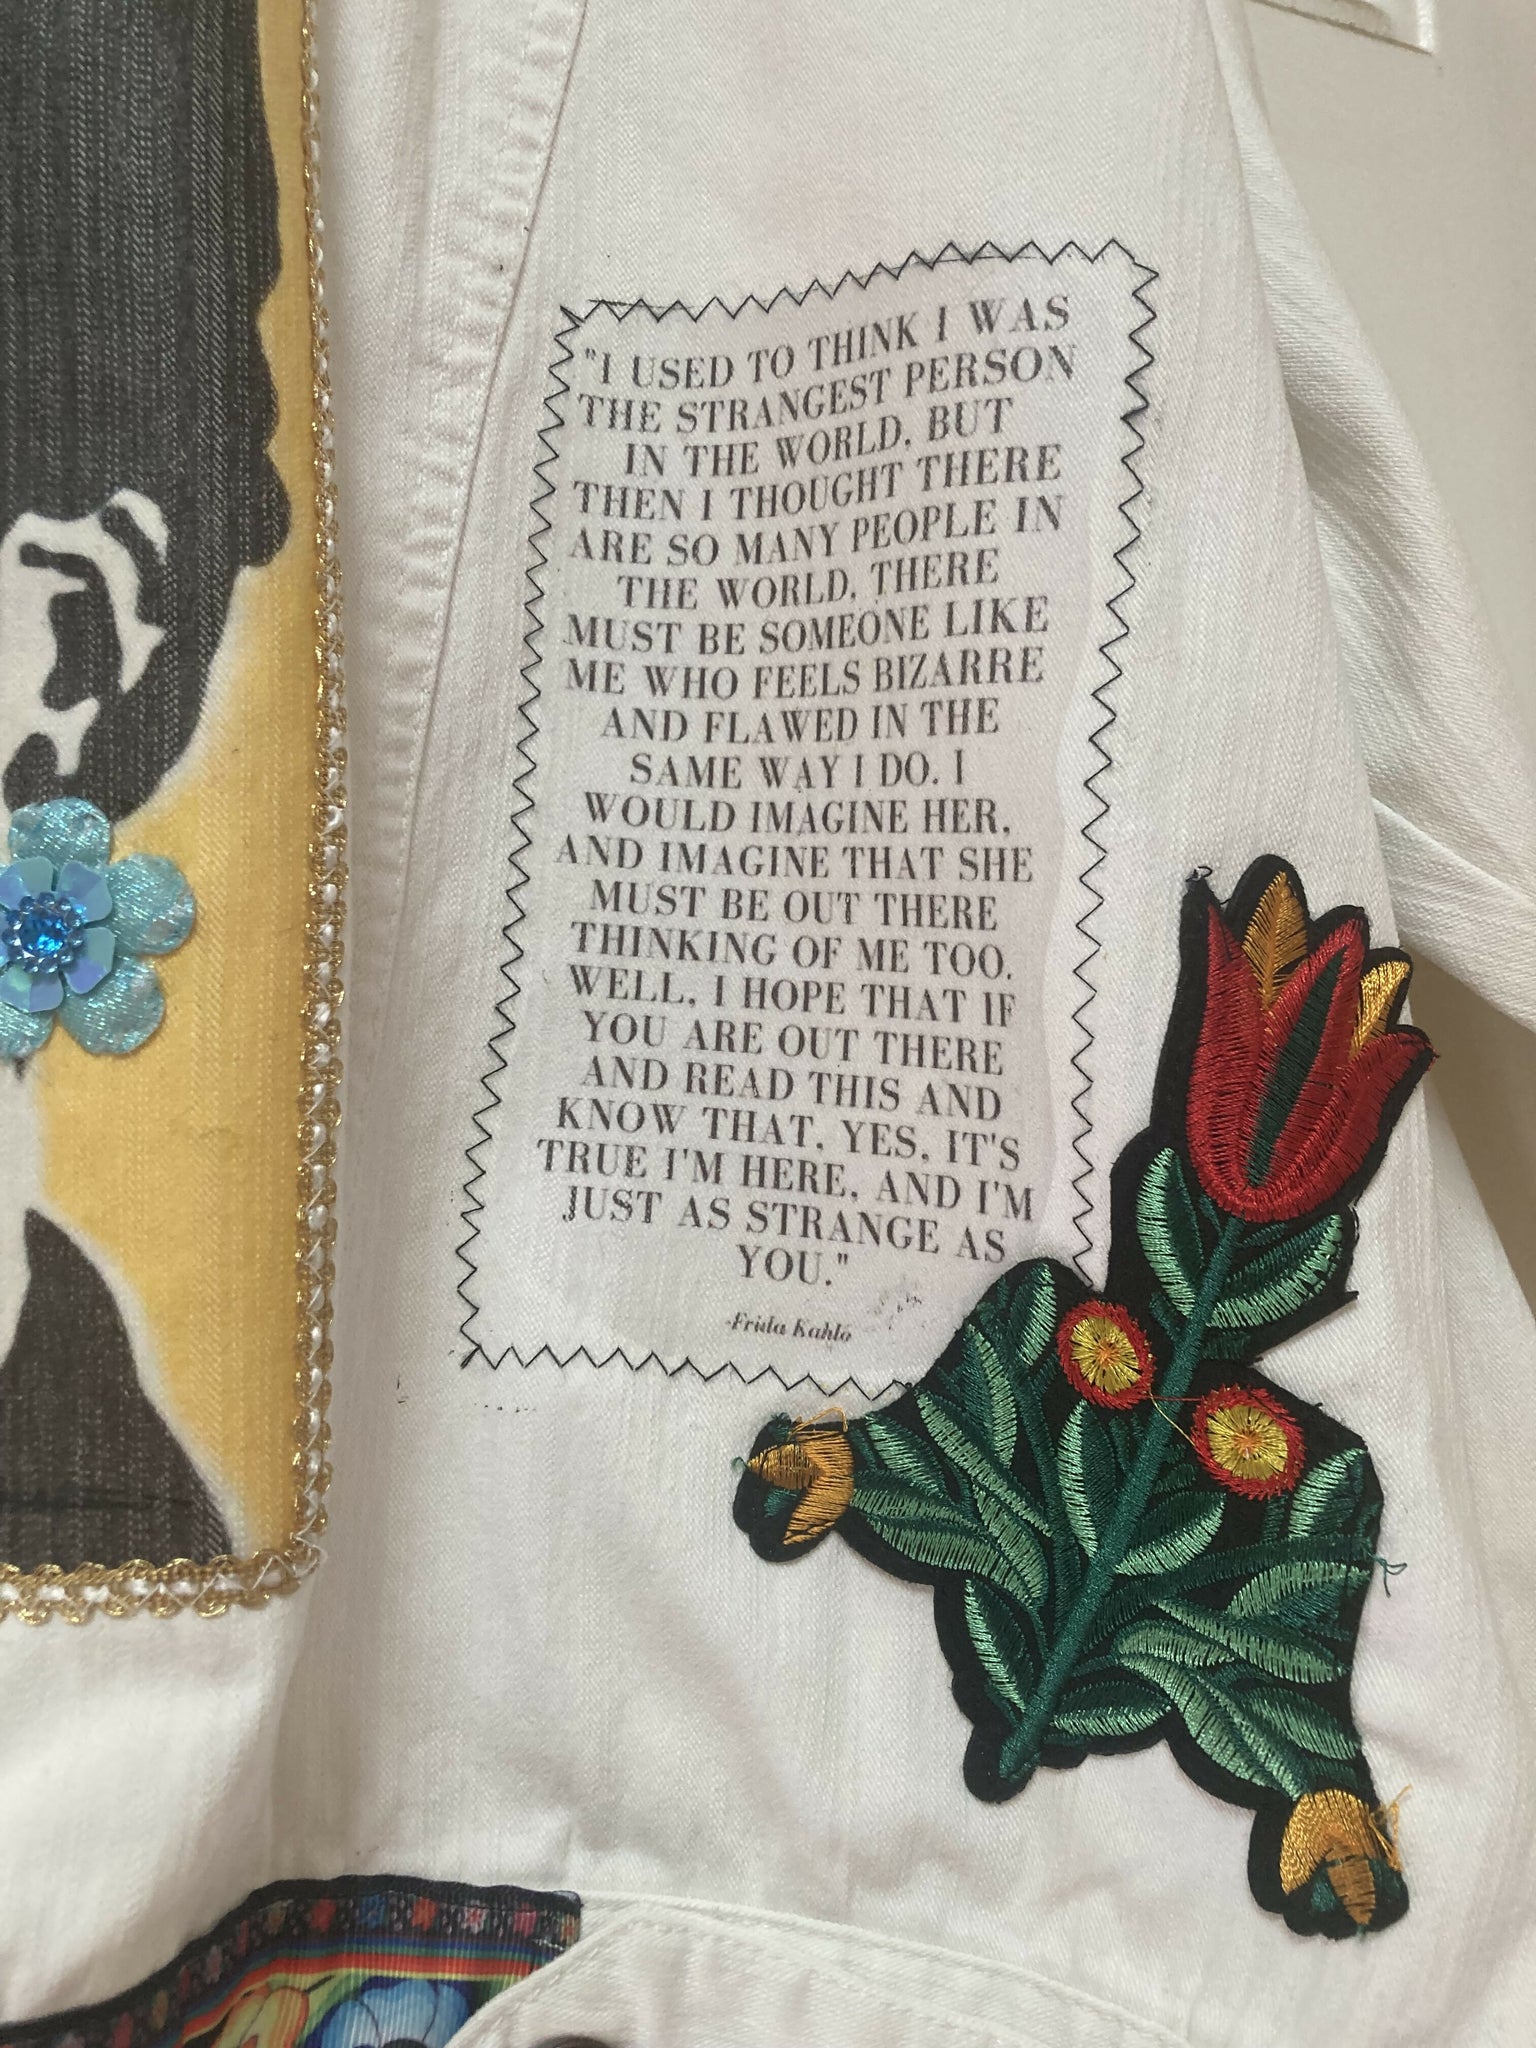 "I USED TO THINK I WAS
THE STRANGEST PERSON
IN THE WORLD, BUT
THEN I THOUGHT THERE
ARE SO MANY PEOPLE IN
THE WORLD, THERE
MUST BE SOMEONE LIKE
ME WHO FEELS BIZARRE
AND FLAWED IN THE
SAME WAY I DO. I
WOULD IMAGINE HER,
AND IMAGINE THAT SHE
MUST BE OUT THERE
THINKING OF ME TOO.
WELL, I HOPE THAT IF
YOU ARE OUT THERE
AND READ THIS AND
KNOW THAT, YES, IT'S
TRUE I'M HERE, AND I'M
JUST AS STRANGE AS
YOU."
-Frida Kahlo